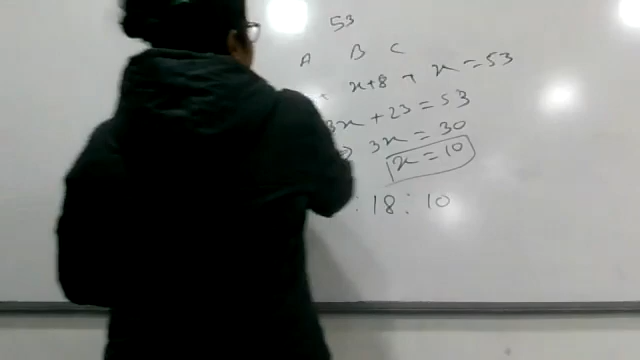 53
A B C
+ x+8 + x = 53
3x + 23 = 53
⇒ 3x = 30
x = 10
: 18 : 10